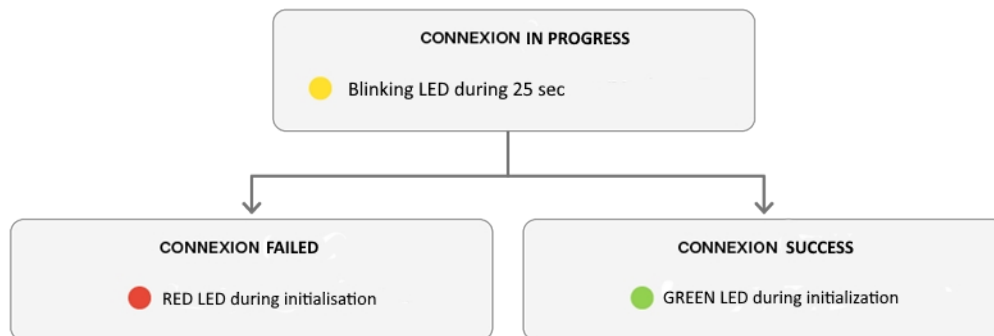 CONNEXION IN PROGRESS
Blinking LED during 25 sec
CONNEXION FAILED
RED LED during initialisation
CONNEXION SUCCESS
GREEN LED during initialization